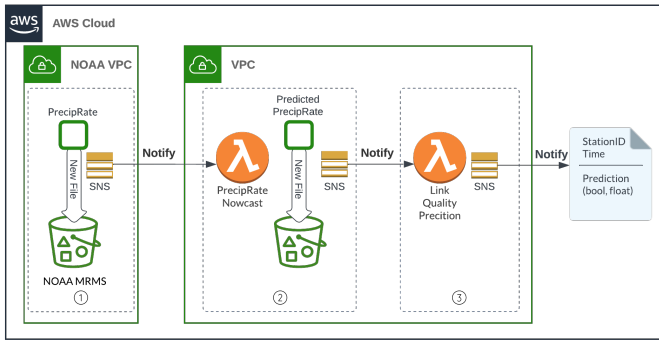 aws
AWS Cloud
NOAA VPC
PrecipRate
New File
SNS
NOAA MRMS
1
Notify
VPC
PrecipRate
Nowcast
Predicted
PrecipRate
New File
SNS
2
Notify
Link
Quality
Precition
SNS
3
Notify
StationID
Time
Prediction
(bool, float)